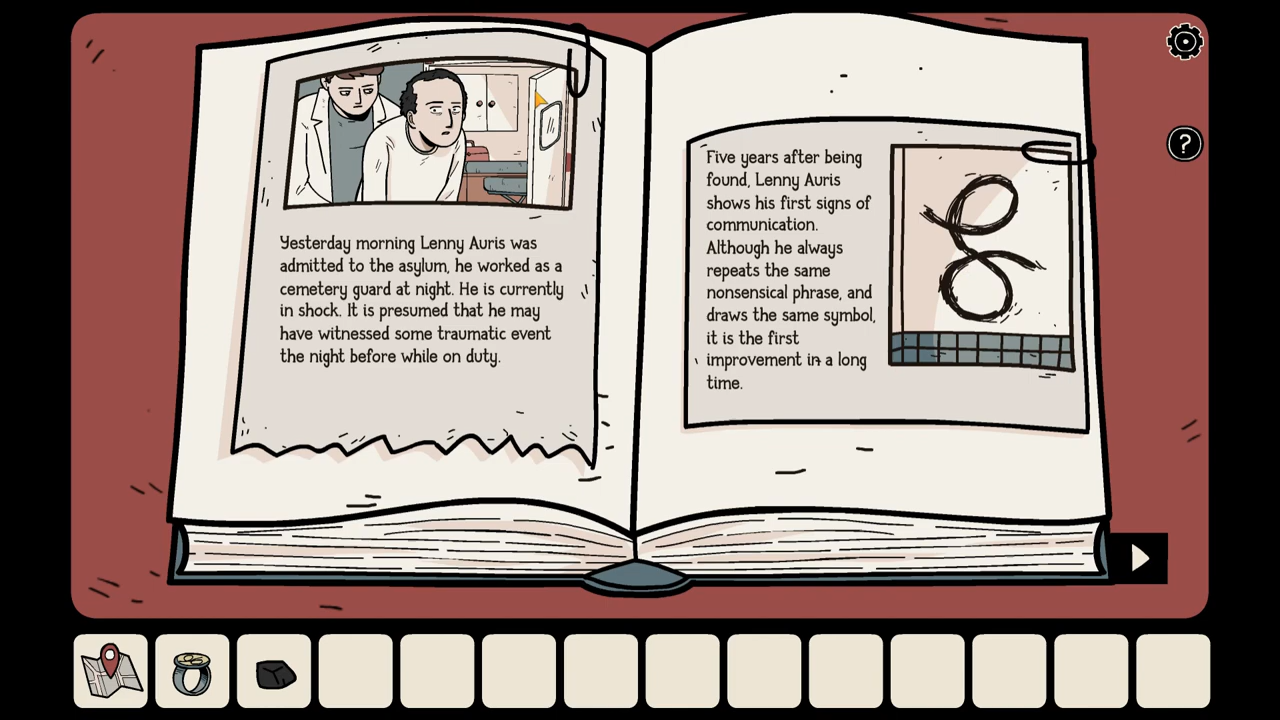 Yesterday morning Lenny Auris was
admitted to the asylum, he worked as a
cemetery guard at night. He is currently
in shock. It is presumed that he may
have witnessed some traumatic event
the night before while on duty.
Five years after being
found, Lenny Auris
shows his first signs of
communication.
Although he always
repeats the same
nonsensical phrase, and
draws the same symbol,
it is the first
improvement in a long
time.
?